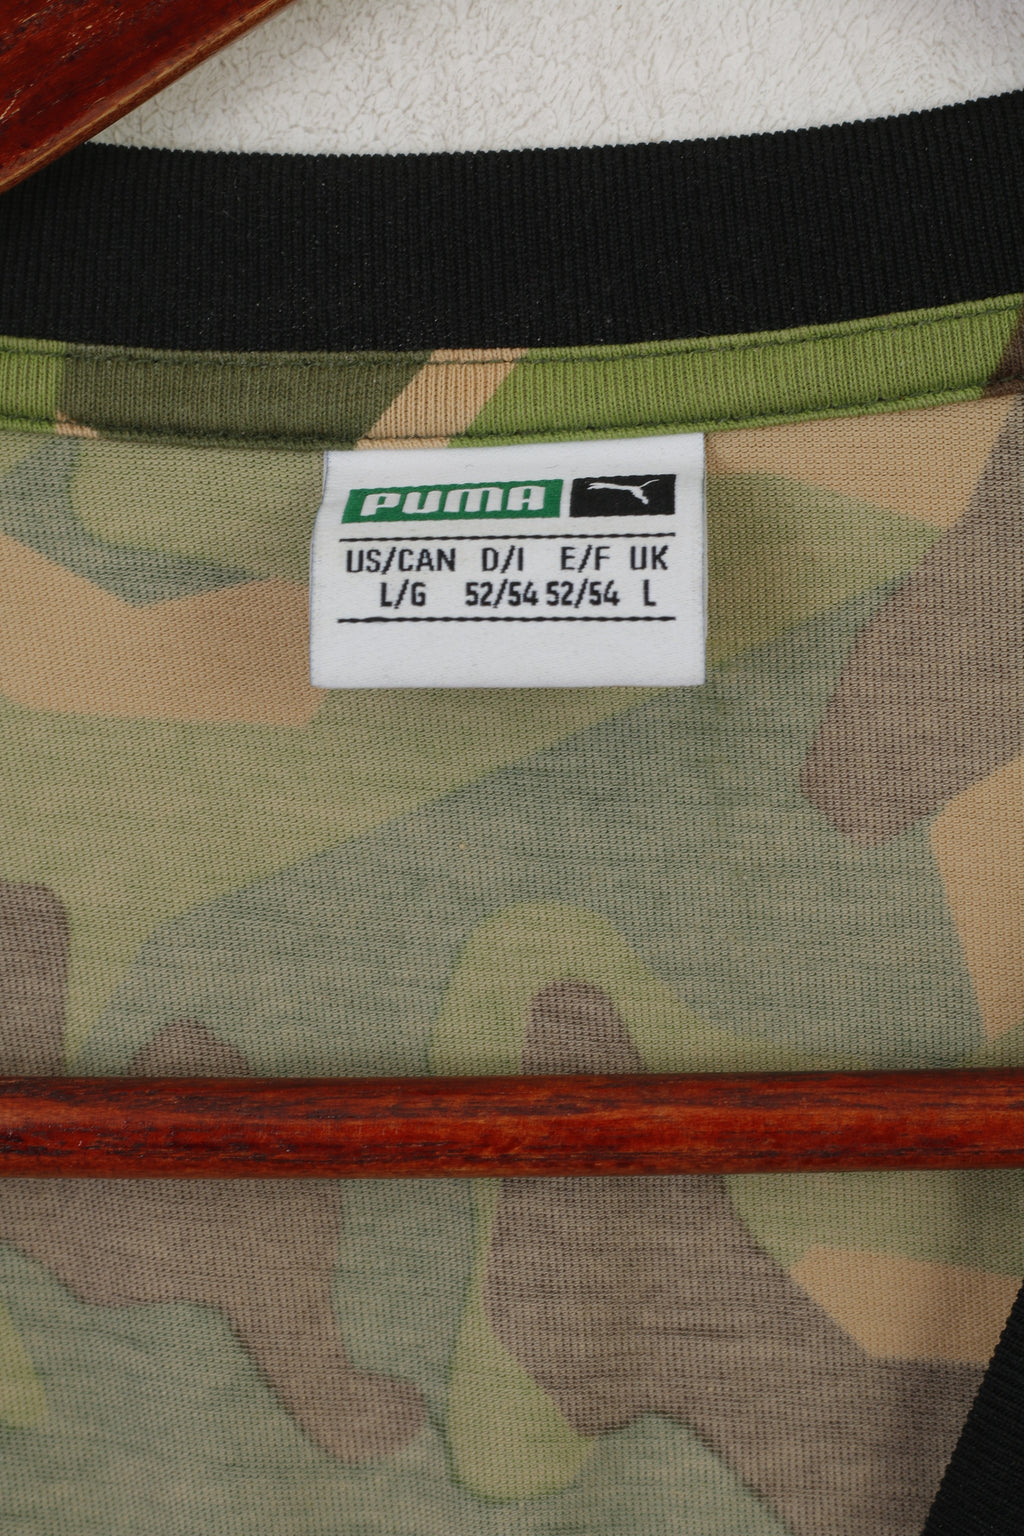 PUMA
US/CAN D/I E/F UK
L/G 52/54 52/54 L